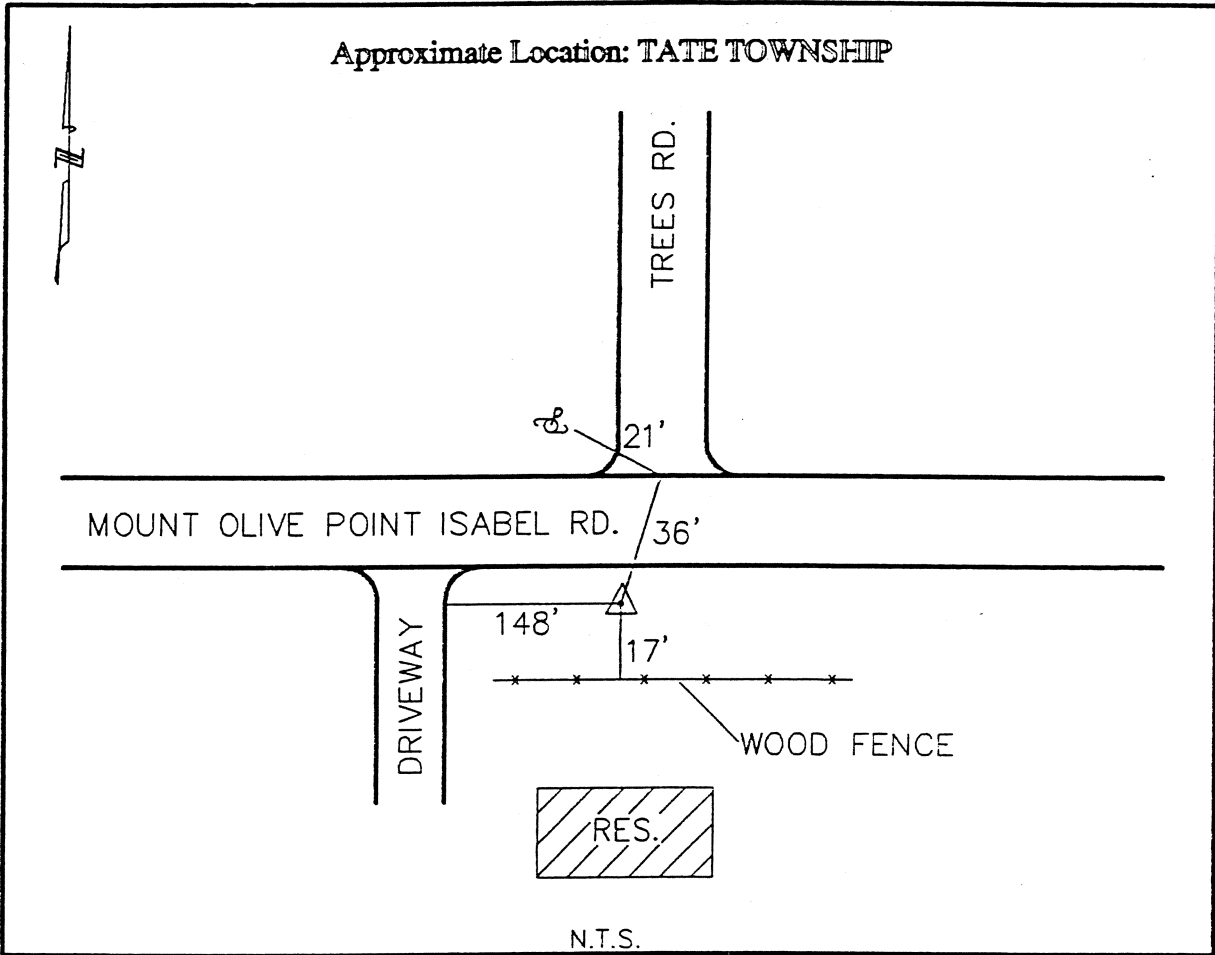 Approximate Location: TATE TOWNSHIP
N
TREES RD.
21'
MOUNT OLIVE POINT ISABEL RD.
36'
148'
17'
DRIVEWAY
WOOD FENCE
RES.
N.T.S.